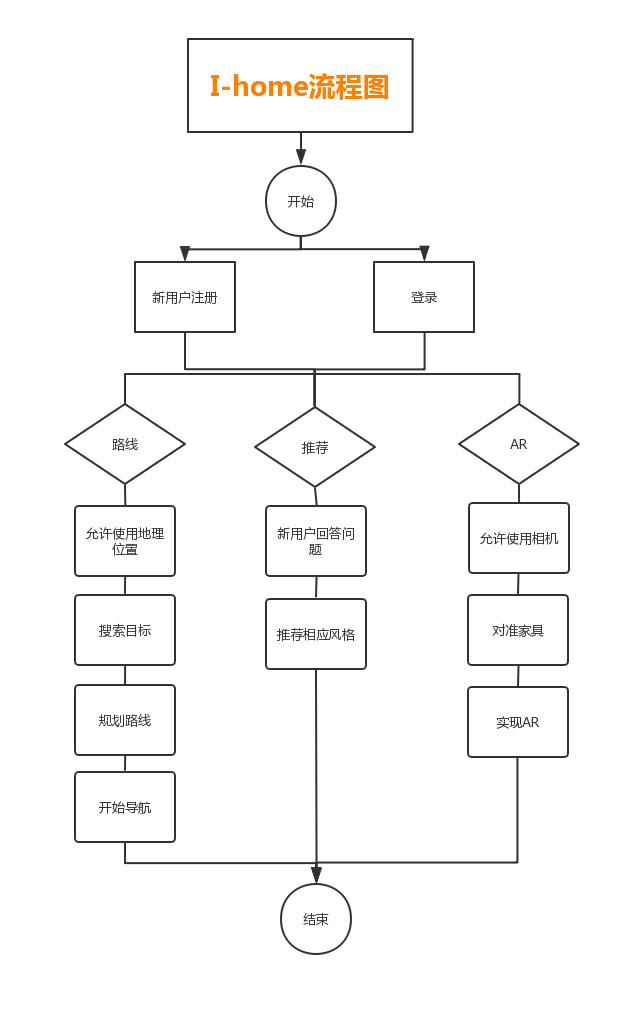 I-home流程图
开始
新用户注册
登录
路线
推荐
AR
允许使用地理
位置
新用户回答问
题
允许使用相机
搜索目标
推荐相应风格
对准家具
规划路线
实现AR
开始导航
结束